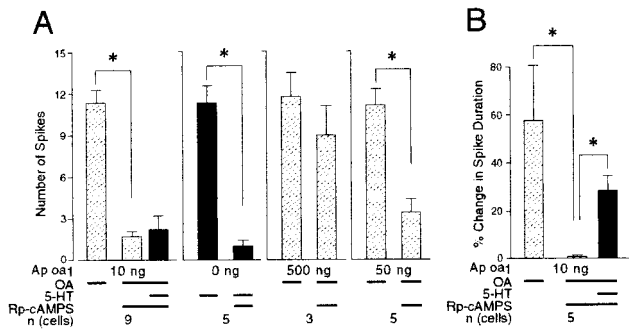 A
B
*
*
*
*
*
Number of Spikes
15
12
9
6
3
0
% Change in Spike Duration
80
60
40
20
0
Ap oa1 10 ng 0 ng 500 ng 50 ng
OA
5-HT
Rp-cAMPS
n (cells) 9 5 3 5
Ap oa1 10 ng
OA
5-HT
Rp-cAMPS
n (cells) 5